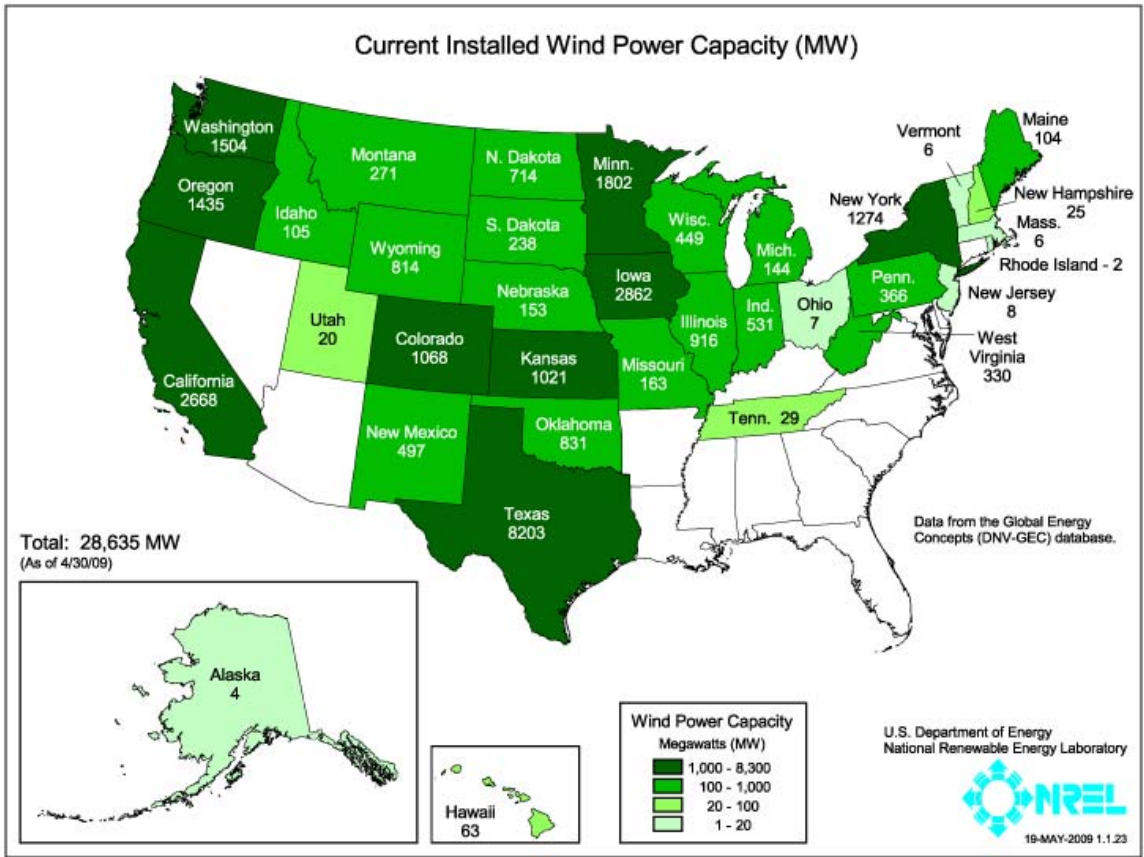 Current Installed Wind Power Capacity (MW)
Washington
1504
Oregon
1435
California
2668
Idaho
105
Montana
271
Wyoming
814
Utah
20
Colorado
1068
New Mexico
497
N. Dakota
714
S. Dakota
238
Nebraska
153
Kansas
1021
Oklahoma
831
Texas
8203
Minn.
1802
Iowa
2862
Missouri
163
Wisc.
449
Illinois
916
Mich.
144
Ind.
531
Ohio
7
Tenn. 29
Penn.
366
New York
1274
Vermont
6
Maine
104
New Hampshire
25
Mass.
6
Rhode Island - 2
New Jersey
8
West
Virginia
330
Data from the Global Energy
Concepts (DNV-GEC) database.
Total: 28,635 MW
(As of 4/30/09)
Alaska
4
Hawaii
63
Wind Power Capacity
Megawatts (MW)
1,000 - 8,300
100 - 1,000
20 - 100
1 - 20
U.S. Department of Energy
National Renewable Energy Laboratory
NREL
19-MAY-2009 1.1.23